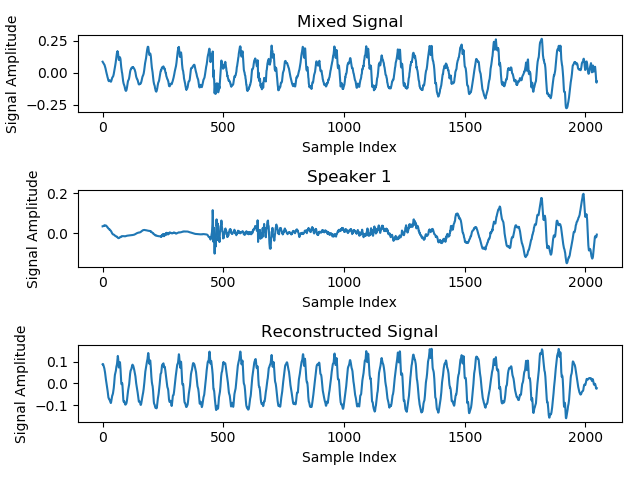 Mixed Signal
Signal Amplitude
0.25
0.00
−0.25
0
500
1000
1500
2000
Sample Index
Speaker 1
Signal Amplitude
0.2
0.0
0
500
1000
1500
2000
Sample Index
Reconstructed Signal
Signal Amplitude
0.1
0.0
−0.1
0
500
1000
1500
2000
Sample Index